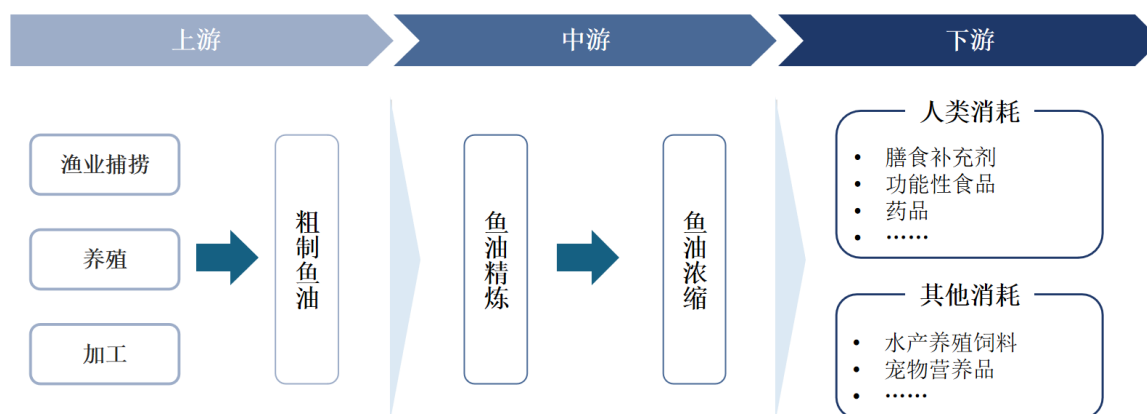 上游
中游
下游
渔业捕捞
养殖
加工
粗制鱼油
鱼油精炼
鱼油浓缩
人类消耗
• 膳食补充剂
• 功能性食品
• 药品
• ……
其他消耗
• 水产养殖饲料
• 宠物营养品
• ……